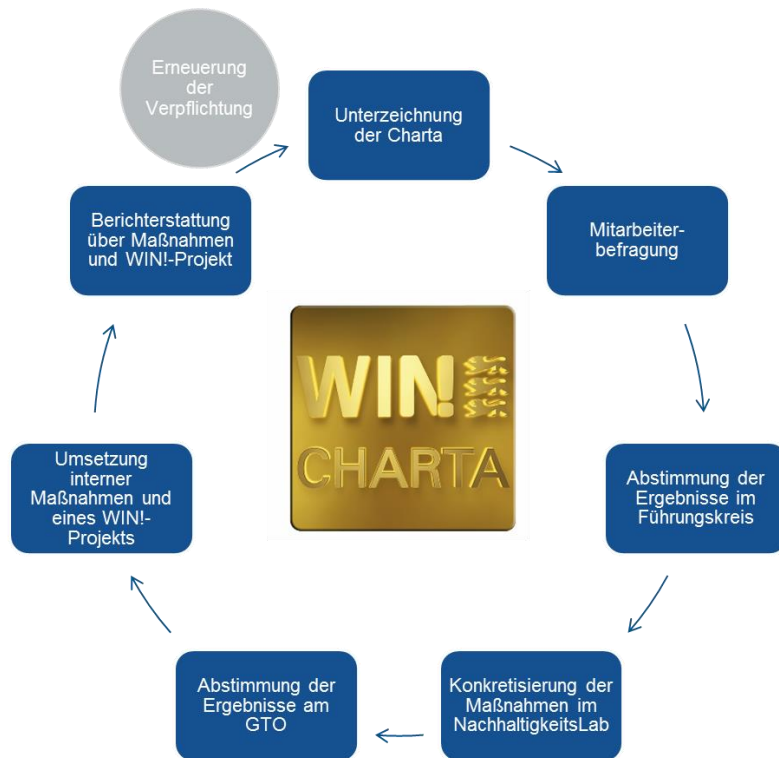 Erneuerung
der
Verpflichtung
Unterzeichnung
der Charta
Mitarbeiter-
befragung
Abstimmung der
Ergebnisse im
Führungskreis
Konkretisierung der
Maßnahmen im
NachhaltigkeitsLab
Abstimmung der
Ergebnisse am
GTO
Umsetzung
interner
Maßnahmen und
eines WIN!-
Projekts
Berichterstattung
über Maßnahmen
und WIN!-Projekt
WIN!
CHARTA